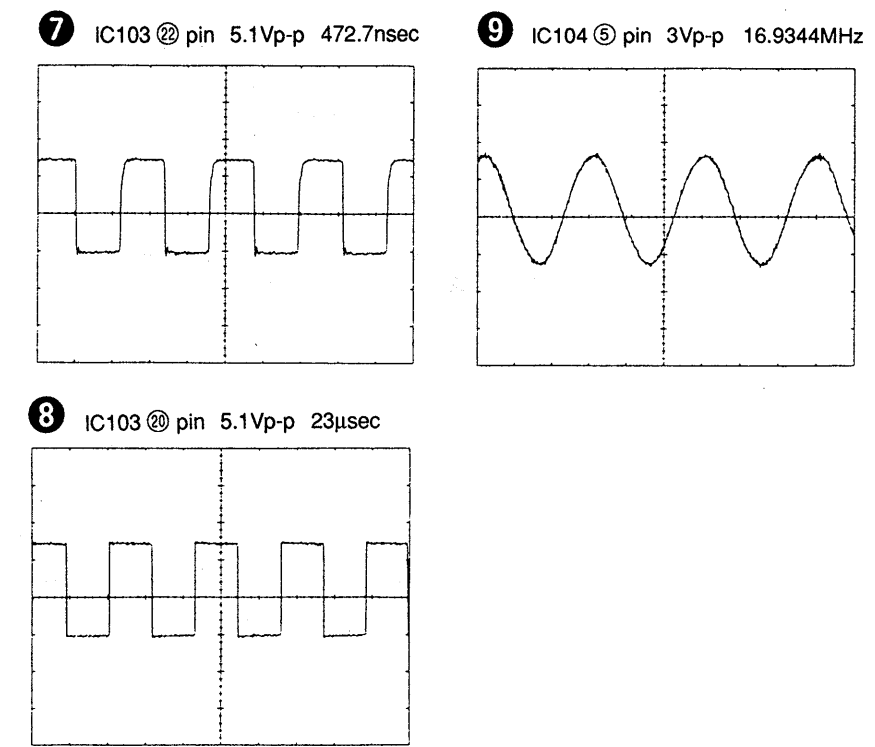 7 IC103 ㉒ pin 5.1Vp-p 472.7nsec
9 IC104 ⑤ pin 3Vp-p 16.9344MHz
8 IC103 ⑳ pin 5.1Vp-p 23µsec